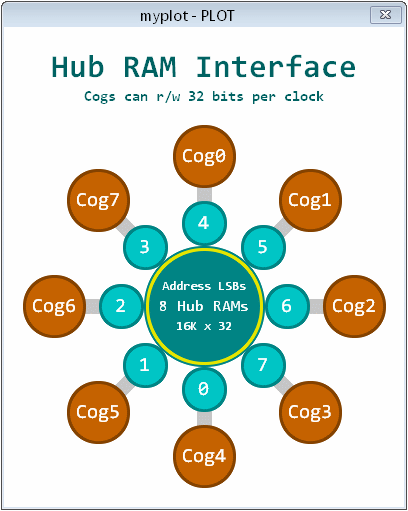 myplot - PLOT
Hub RAM Interface
Cogs can r/w 32 bits per clock
Cog0
Cog7
Cog1
4
3
5
Address LSBs
Cog6
2
8 Hub RAMs
6
Cog2
16K x 32
1
7
0
Cog5
Cog3
Cog4